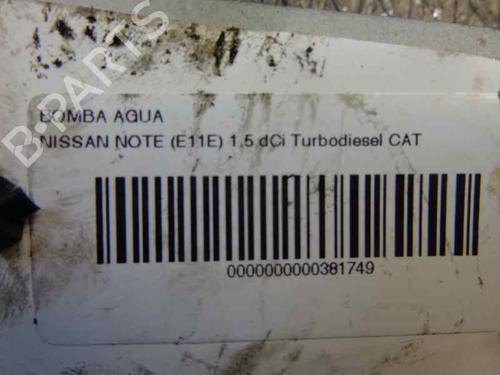 B-PARTS
BOMBA AGUA
NISSAN NOTE (E11E) 1.5 dCi Turbodiesel CAT
0000000000381749